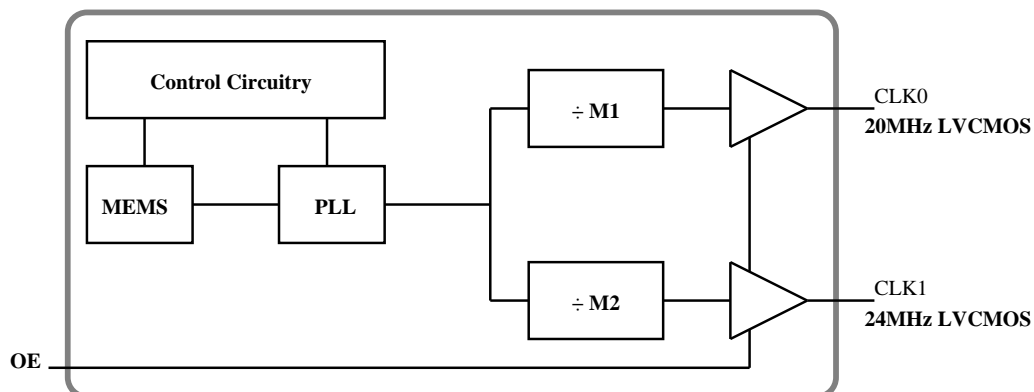 Control Circuitry
÷ M1
CLK0
20MHz LVCMOS
MEMS
PLL
÷ M2
CLK1
24MHz LVCMOS
OE